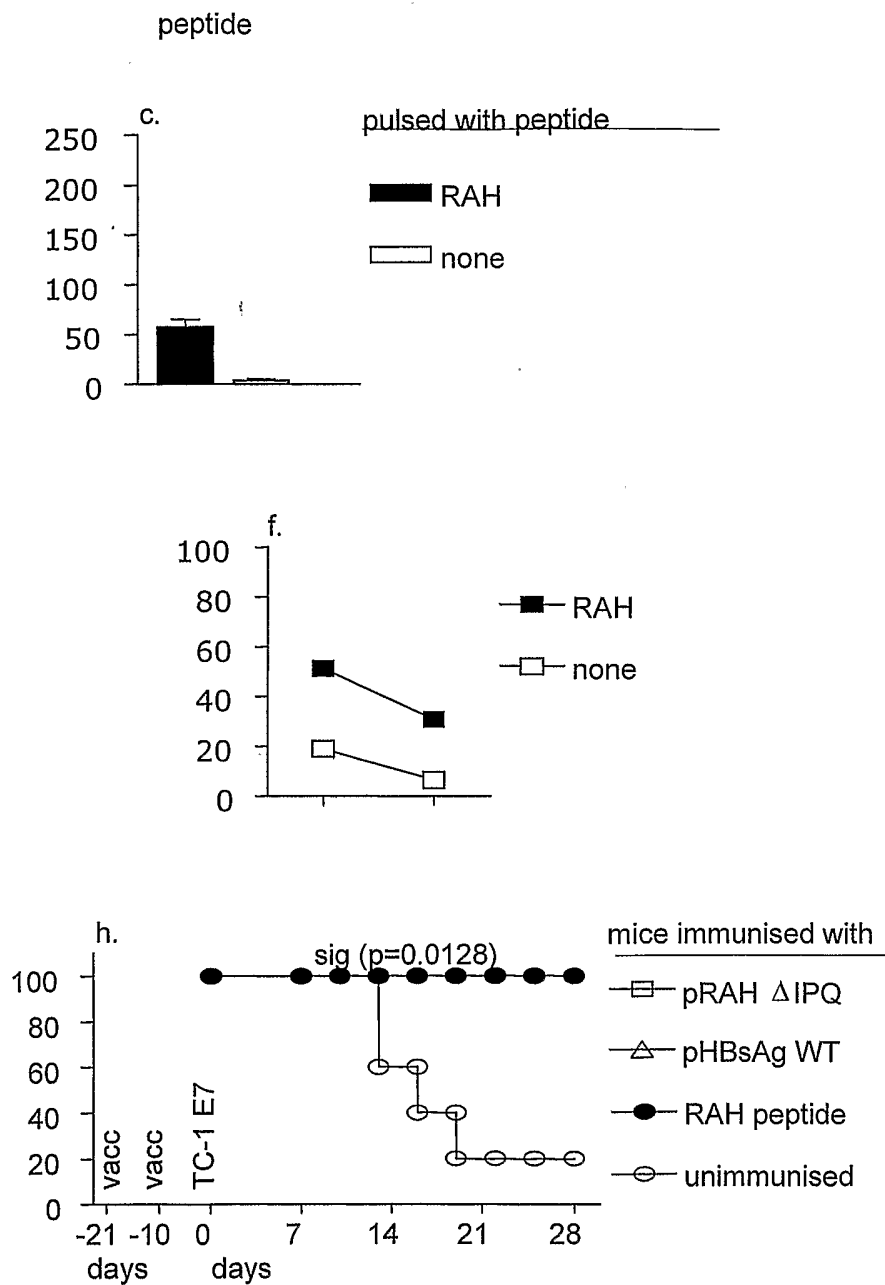 peptide
c.
pulsed with peptide
250
200
150
100
50
0
RAH
none
f.
100
80
60
40
20
0
RAH
none
h.
mice immunised with
sig (p=0.0128)
100
80
60
40
20
0
vacc
vacc
TC-1 E7
pRAH Δ IPQ
pHBsAg WT
RAH peptide
unimmunised
-21 -10 0 7 14 21 28
days days